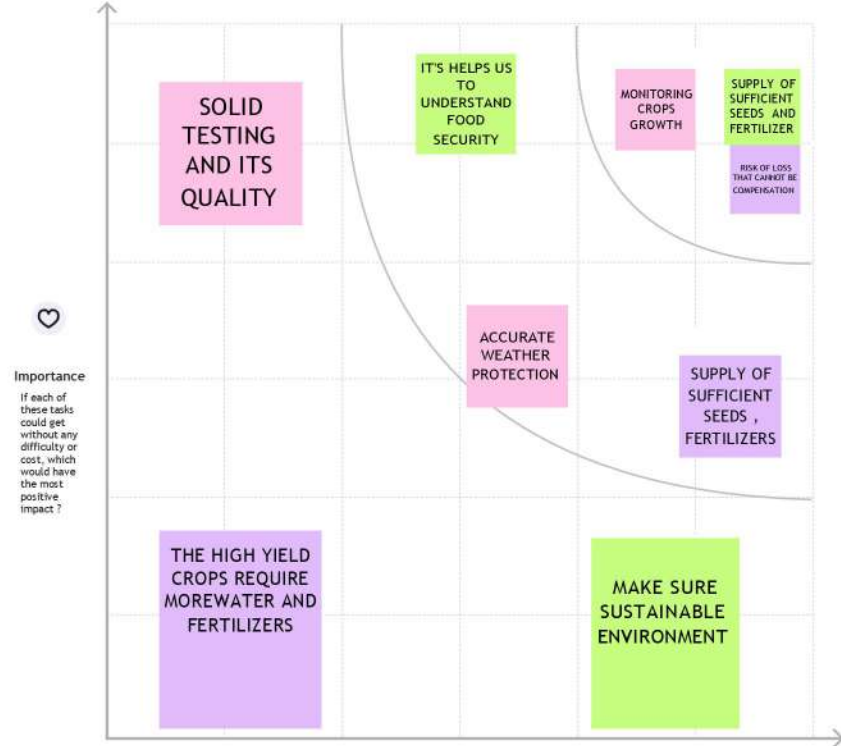 SOLID
TESTING
AND ITS
QUALITY
IT'S HELPS US
TO
UNDERSTAND
FOOD
SECURITY
MONITORING
CROPS
GROWTH
SUPPLY OF
SUFFICIENT
SEEDS AND
FERTILIZER
RISK OF LOSS
THAT CANNOT BE
COMPENSATION
Importance
If each of
these tasks
could get
without any
difficulty or
cost, which
would have
the most
positive
impact ?
ACCURATE
WEATHER
PROTECTION
SUPPLY OF
SUFFICIENT
SEEDS ,
FERTILIZERS
THE HIGH YIELD
CROPS REQUIRE
MOREWATER AND
FERTILIZERS
MAKE SURE
SUSTAINABLE
ENVIRONMENT